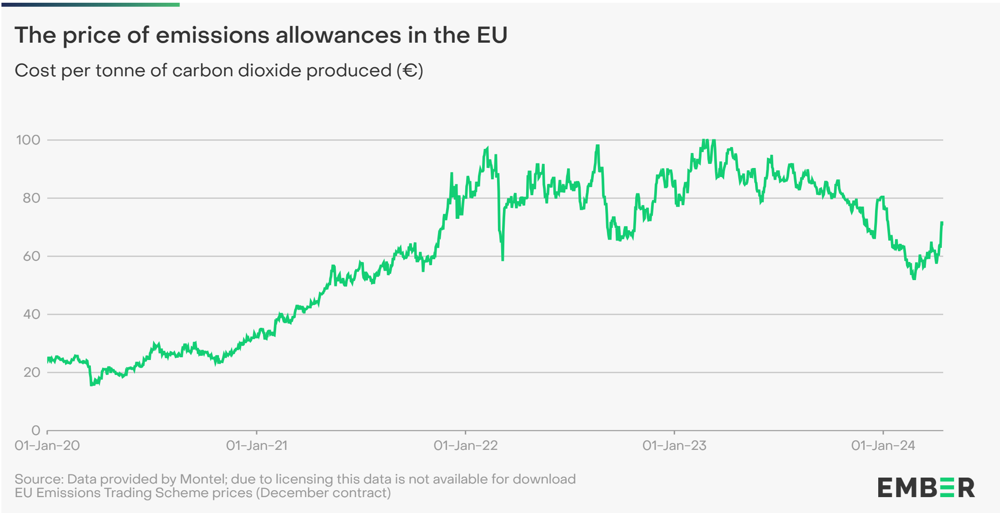 The price of emissions allowances in the EU
Cost per tonne of carbon dioxide produced (€)
100
80
60
40
20
0
01-Jan-20 01-Jan-21 01-Jan-22 01-Jan-23 01-Jan-24
Source: Data provided by Montel; due to licensing this data is not available for download
EU Emissions Trading Scheme prices (December contract)
EMBER